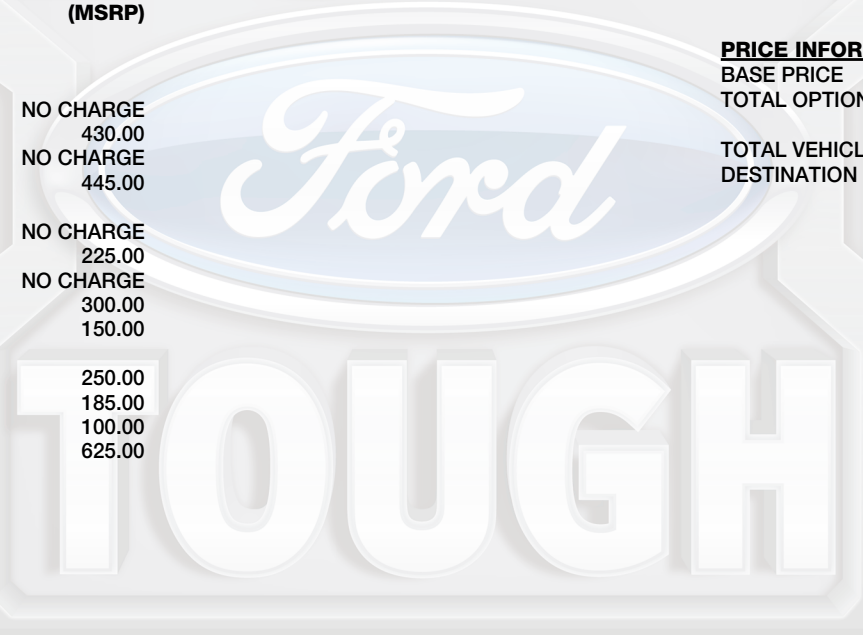 (MSRP)
NO CHARGE
430.00
NO CHARGE
445.00
NO CHARGE
225.00
NO CHARGE
300.00
150.00
250.00
185.00
100.00
625.00
PRICE INFOR
BASE PRICE
TOTAL OPTION
TOTAL VEHICL
DESTINATION
Ford
TOUGH